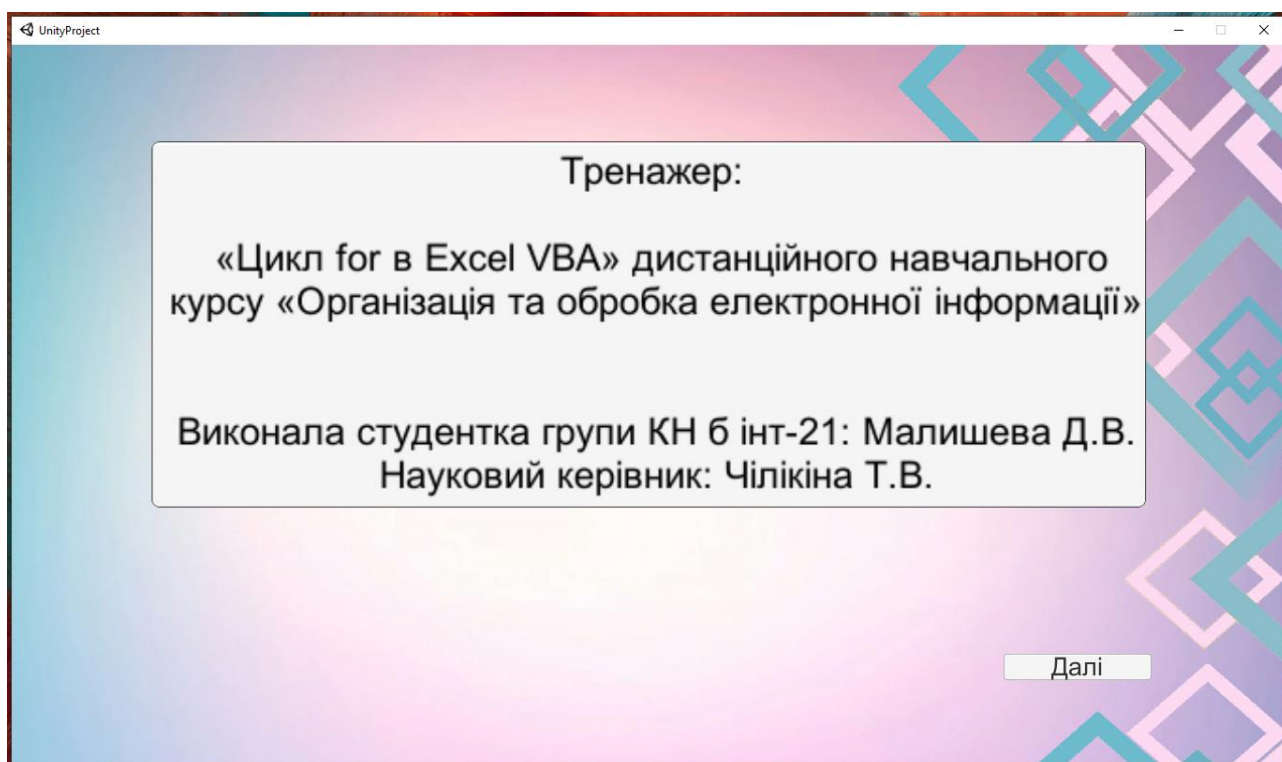 UnityProject
Тренажер:
«Цикл for в Excel VBA» дистанційного навчального
курсу «Організація та обробка електронної інформації»
Виконала студентка групи КН б інт-21: Малишева Д.В.
Науковий керівник: Чілікіна Т.В.
Далі